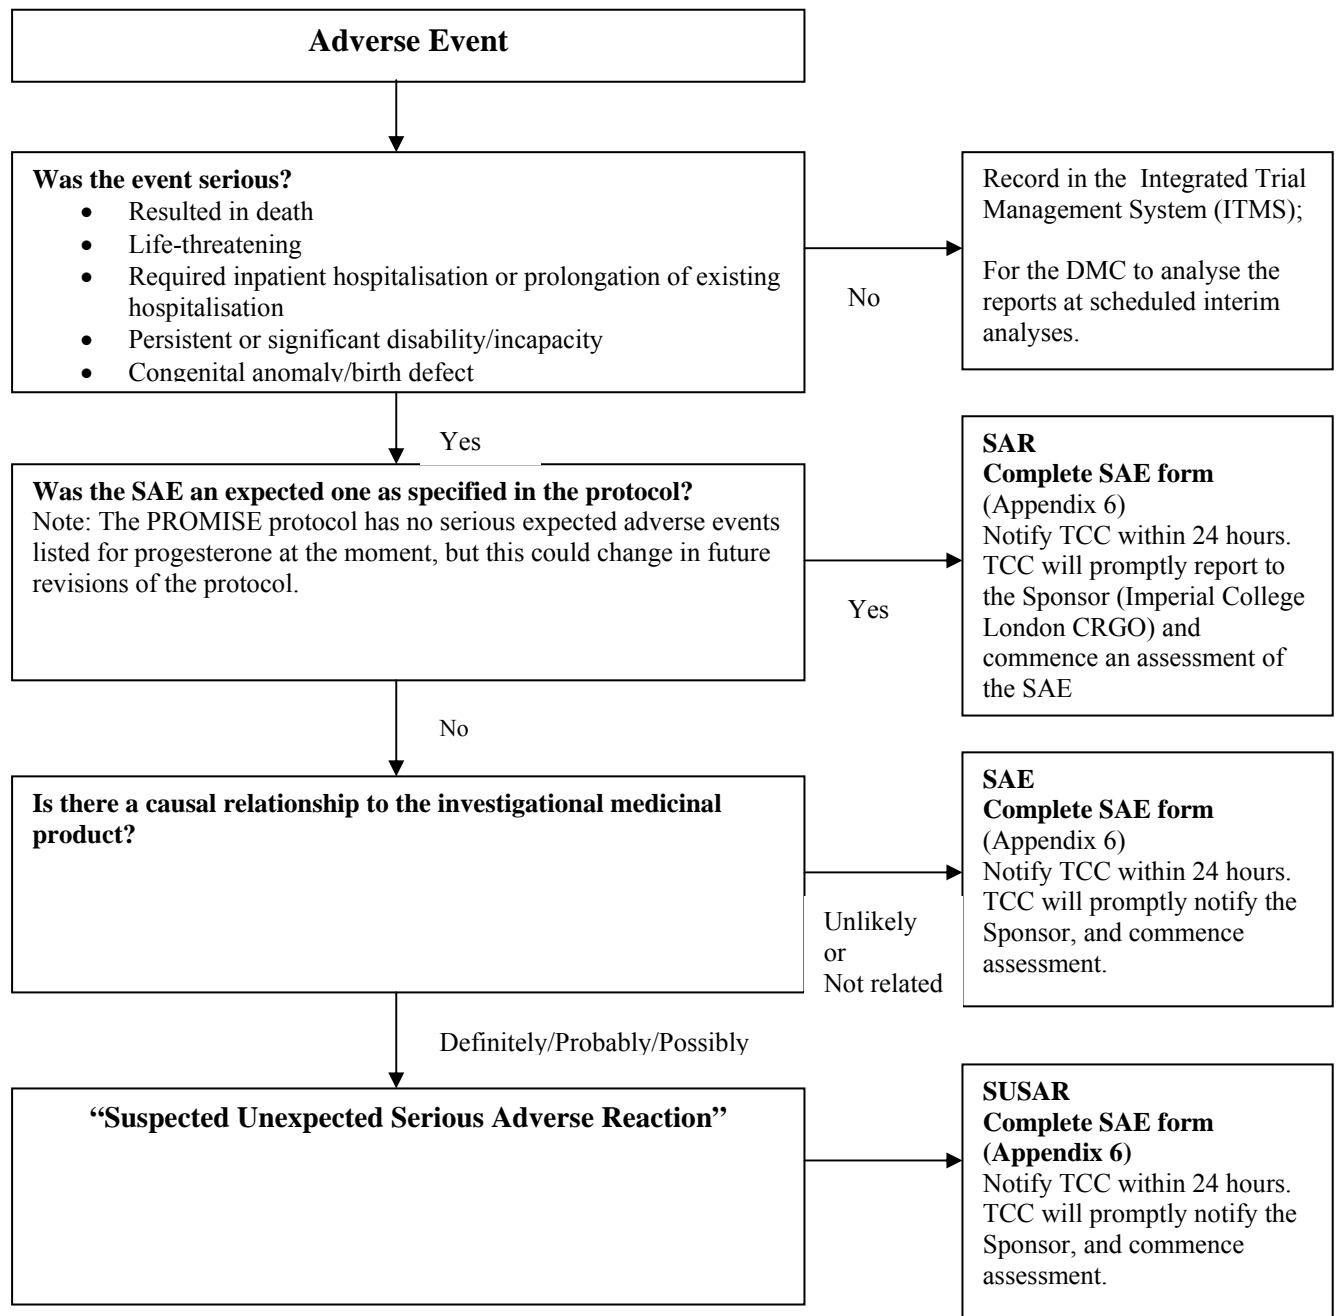 Adverse Event
Was the event serious?
• Resulted in death
• Life-threatening
• Required inpatient hospitalisation or prolongation of existing
hospitalisation
• Persistent or significant disability/incapacity
• Congenital anomaly/birth defect
No
Record in the Integrated Trial
Management System (ITMS);
For the DMC to analyse the
reports at scheduled interim
analyses.
Yes
Was the SAE an expected one as specified in the protocol?
Note: The PROMISE protocol has no serious expected adverse events
listed for progesterone at the moment, but this could change in future
revisions of the protocol.
Yes
SAR
Complete SAE form
(Appendix 6)
Notify TCC within 24 hours.
TCC will promptly report to
the Sponsor (Imperial College
London CRGO) and
commence an assessment of
the SAE
No
Is there a causal relationship to the investigational medicinal
product?
Unlikely
or
Not related
SAE
Complete SAE form
(Appendix 6)
Notify TCC within 24 hours.
TCC will promptly notify the
Sponsor, and commence
assessment.
Definitely/Probably/Possibly
“Suspected Unexpected Serious Adverse Reaction”
SUSAR
Complete SAE form
(Appendix 6)
Notify TCC within 24 hours.
TCC will promptly notify the
Sponsor, and commence
assessment.